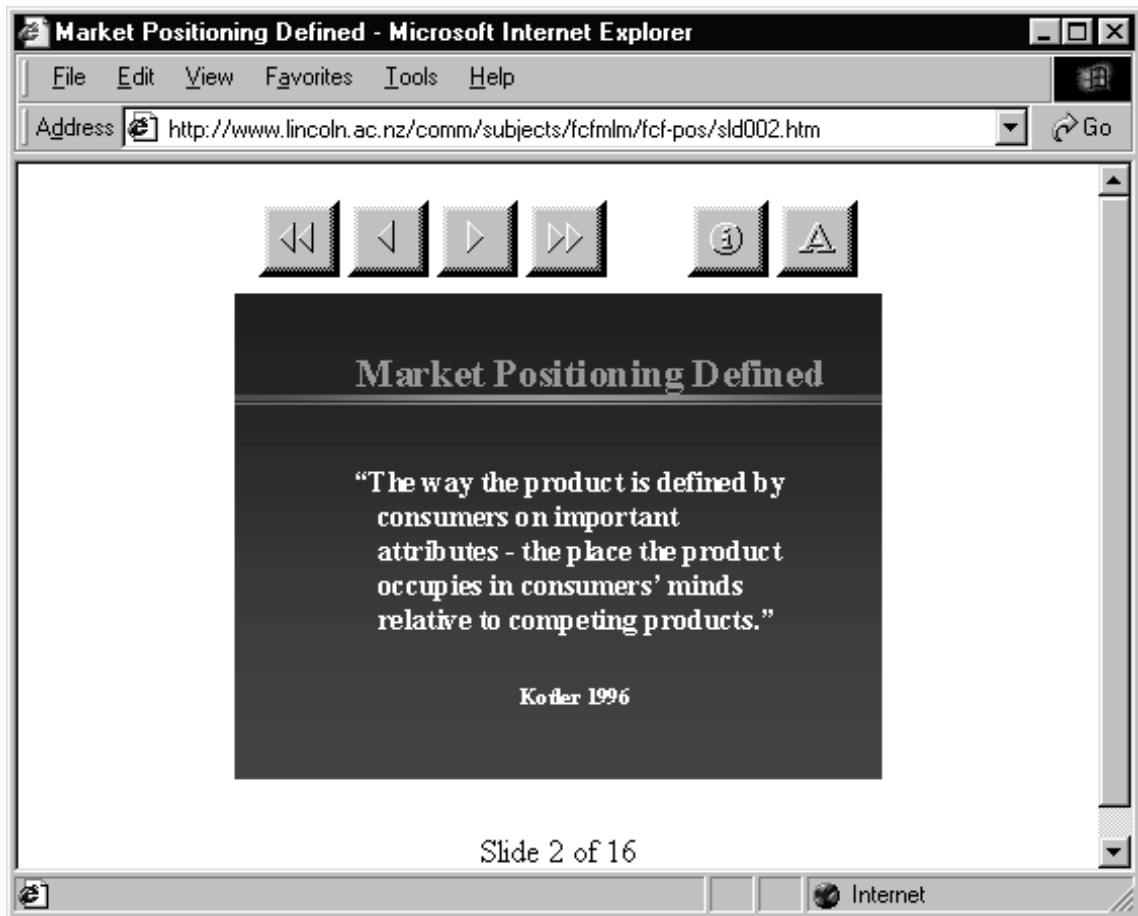 Market Positioning Defined - Microsoft Internet Explorer
File Edit View Favorites Tools Help
Address http://www.lincoln.ac.nz/comm/subjects/fcfmlm/fcf-pos/sld002.htm Go
Market Positioning Defined
“The way the product is defined by
consumers on important
attributes - the place the product
occupies in consumers’ minds
relative to competing products.”
Kotler 1996
Slide 2 of 16
Internet